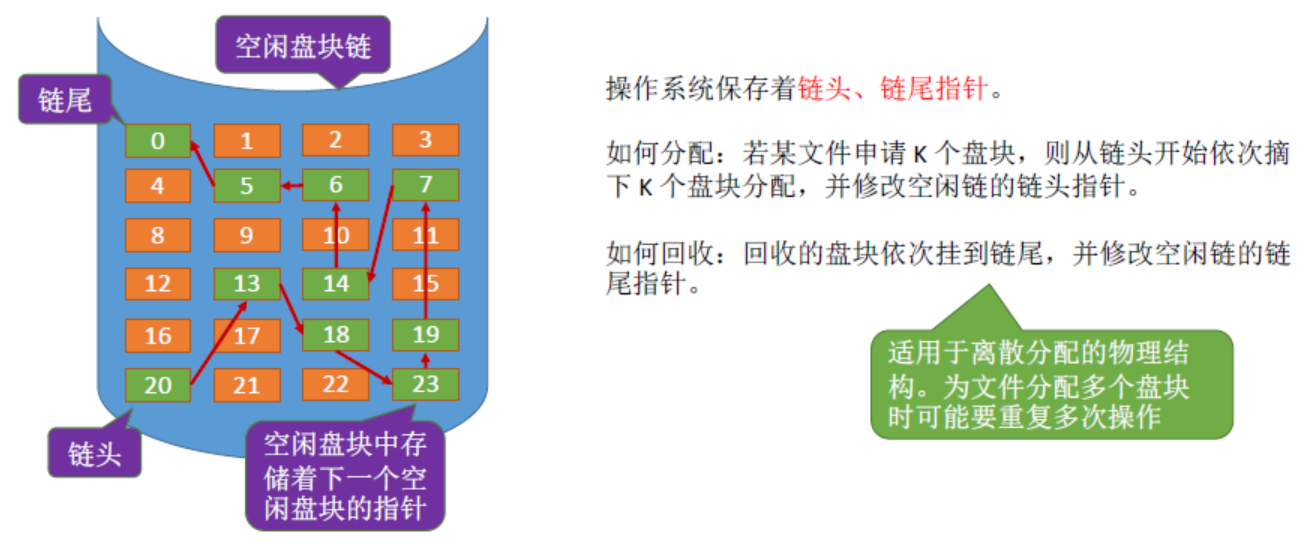 空闲盘块链
链尾
0 1 2 3
4 5 6 7
8 9 10 11
12 13 14 15
16 17 18 19
20 21 22 23
链头
空闲盘块中存
储着下一个空
闲盘块的指针
操作系统保存着链头、链尾指针。
如何分配：若某文件申请 K 个盘块，则从链头开始依次摘
下 K 个盘块分配，并修改空闲链的链头指针。
如何回收：回收的盘块依次挂到链尾，并修改空闲链的链
尾指针。
适用于离散分配的物理结
构。为文件分配多个盘块
时可能要重复多次操作